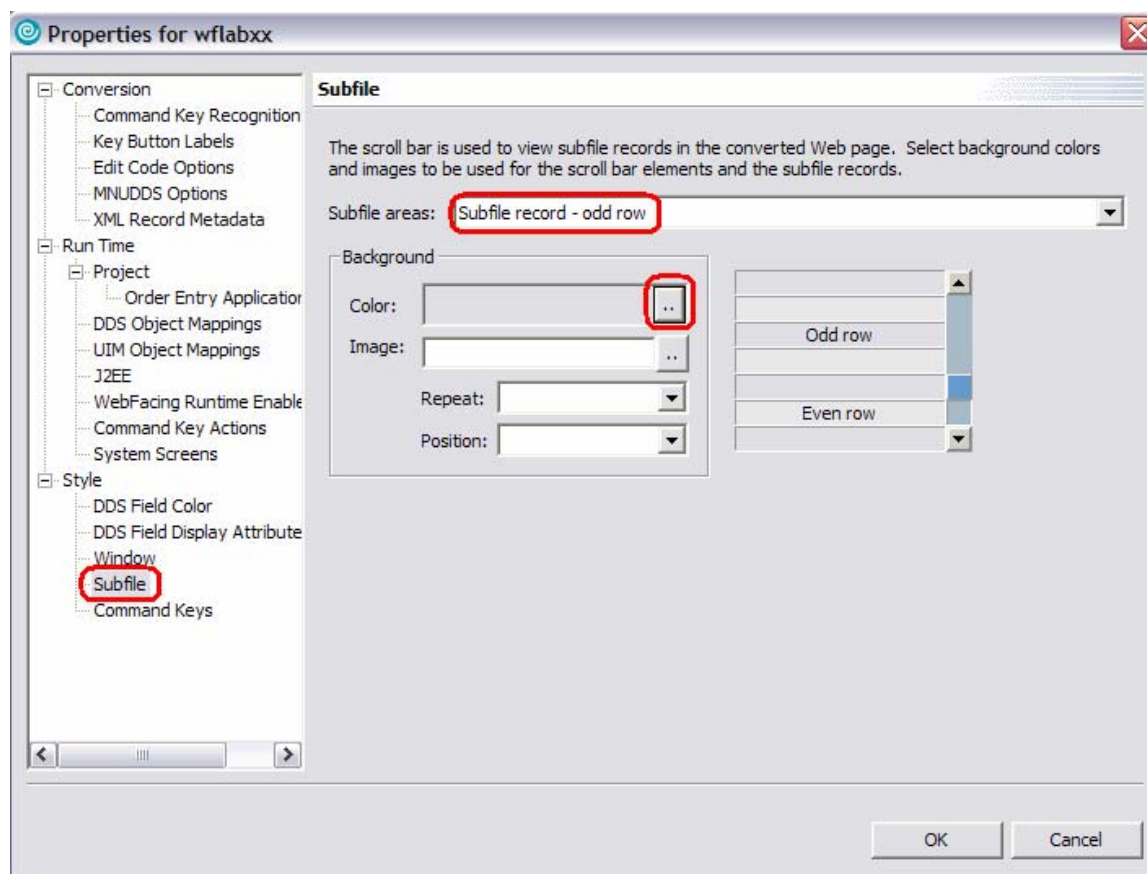 Properties for wflabxx
Conversion
Command Key Recognition
Key Button Labels
Edit Code Options
MNUDDS Options
XML Record Metadata
Run Time
Project
Order Entry Application
DDS Object Mappings
UIM Object Mappings
J2EE
WebFacing Runtime Enable
Command Key Actions
System Screens
Style
DDS Field Color
DDS Field Display Attribute
Window
Subfile
Command Keys
Subfile
The scroll bar is used to view subfile records in the converted Web page. Select background colors
and images to be used for the scroll bar elements and the subfile records.
Subfile areas: Subfile record - odd row
Background
Color: ..
Image: ..
Repeat:
Position:
Odd row
Even row
OK Cancel